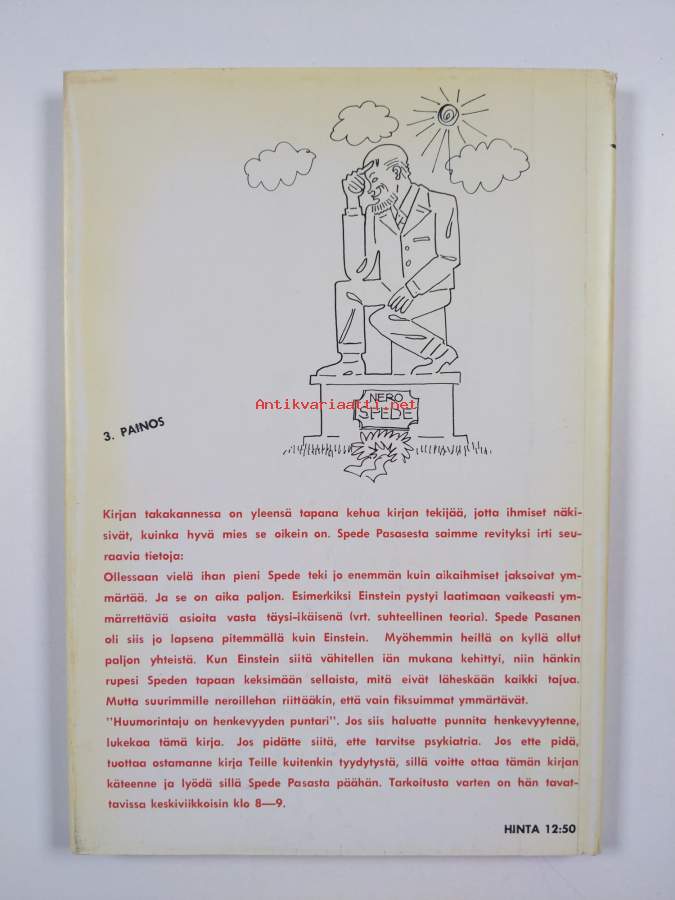 NERO
Antikvariaatti.net
SPEDE
3. PAINOS
Kirjan takakannessa on yleensä tapana kehua kirjan tekijää, jotta ihmiset näki-
sivät, kuinka hyvä mies se oikein on. Spede Pasasesta saimme revityksi irti seu-
raavia tietoja:
Ollessaan vielä ihan pieni Spede teki jo enemmän kuin aikaihmiset jaksoivat ym-
märtää. Ja se on aika paljon. Esimerkiksi Einstein pystyi laatimaan vaikeasti ym-
märrettäviä asioita vasta täysi-ikäisenä (vrt. suhteellinen teoria). Spede Pasanen
oli siis jo lapsena pitemmällä kuin Einstein. Myöhemmin heillä on kyllä ollut
paljon yhteistä. Kun Einstein siitä vähitellen iän mukana kehittyi, niin hänkin
rupesi Speden tapaan keksimään sellaista, mitä eivät läheskään kaikki tajua.
Mutta suurimmille neroillehan riittääkin, että vain fiksuimmat ymmärtävät.
"Huumorintaju on henkevyyden puntari". Jos siis haluatte punnita henkevyytenne,
lukekaa tämä kirja. Jos pidätte siitä, ette tarvitse psykiatria. Jos ette pidä,
tuottaa ostamanne kirja Teille kuitenkin tyydytystä, sillä voitte ottaa tämän kirjan
käteenne ja lyödä sillä Spede Pasasta päähän. Tarkoitusta varten on hän tavat-
tavissa keskiviikkoisin klo 8—9.
HINTA 12:50